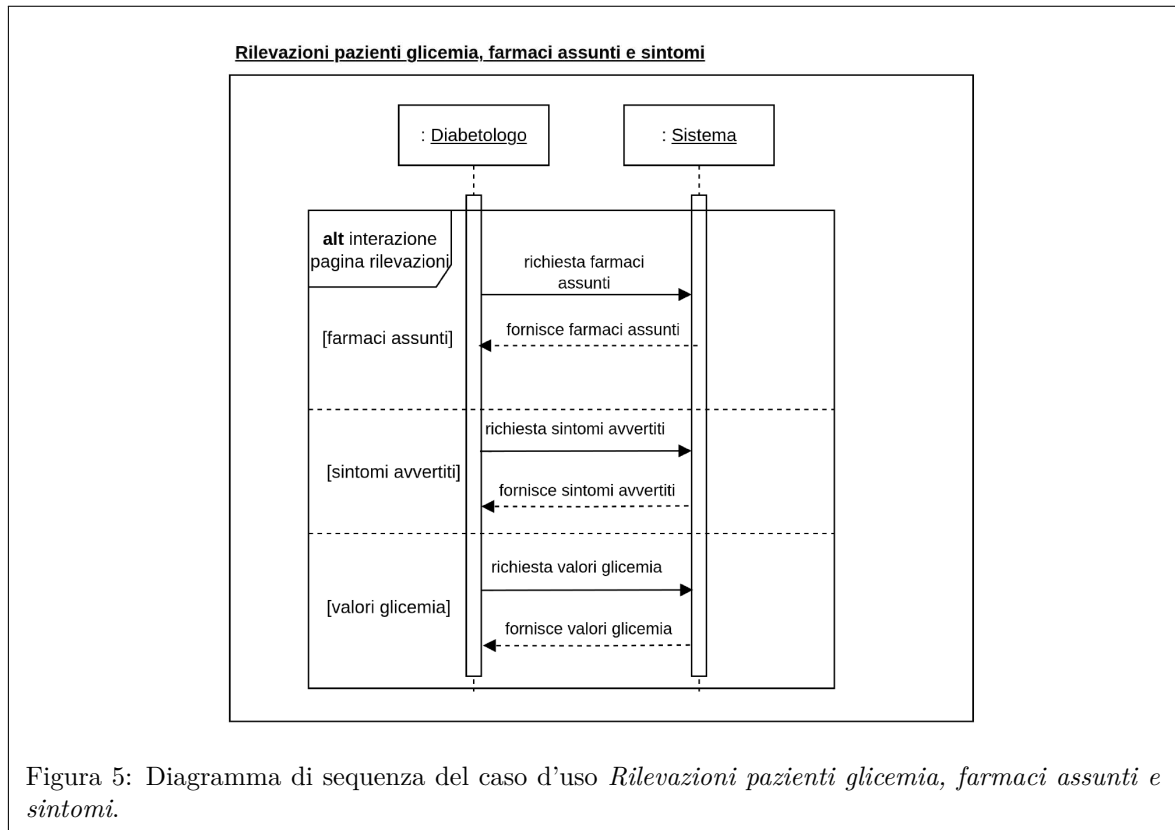 Rilevazioni pazienti glicemia, farmaci assunti e sintomi
: Diabetologo
: Sistema
alt interazione
pagina rilevazioni
richiesta farmaci
assunti
fornisce farmaci assunti
[farmaci assunti]
richiesta sintomi avvertiti
[sintomi avvertiti]
fornisce sintomi avvertiti
richiesta valori glicemia
[valori glicemia]
fornisce valori glicemia
Figura 5: Diagramma di sequenza del caso d'uso Rilevazioni pazienti glicemia, farmaci assunti e
sintomi.